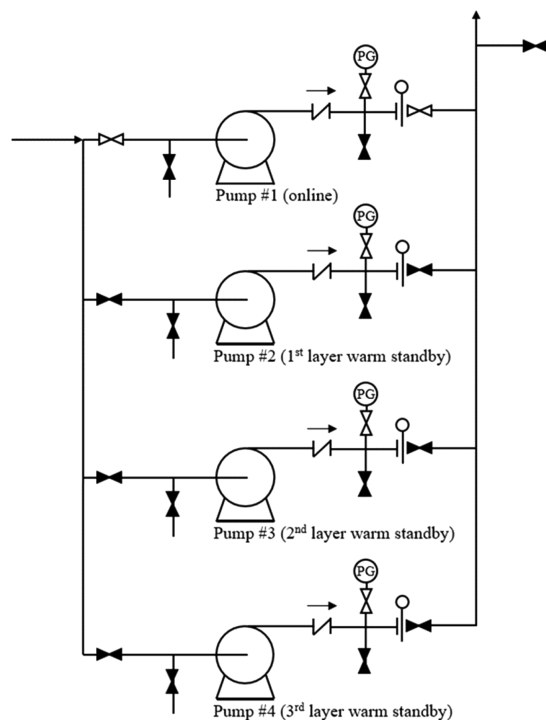 PG
Pump #1 (online)
PG
Pump #2 (1st layer warm standby)
PG
Pump #3 (2nd layer warm standby)
PG
Pump #4 (3rd layer warm standby)